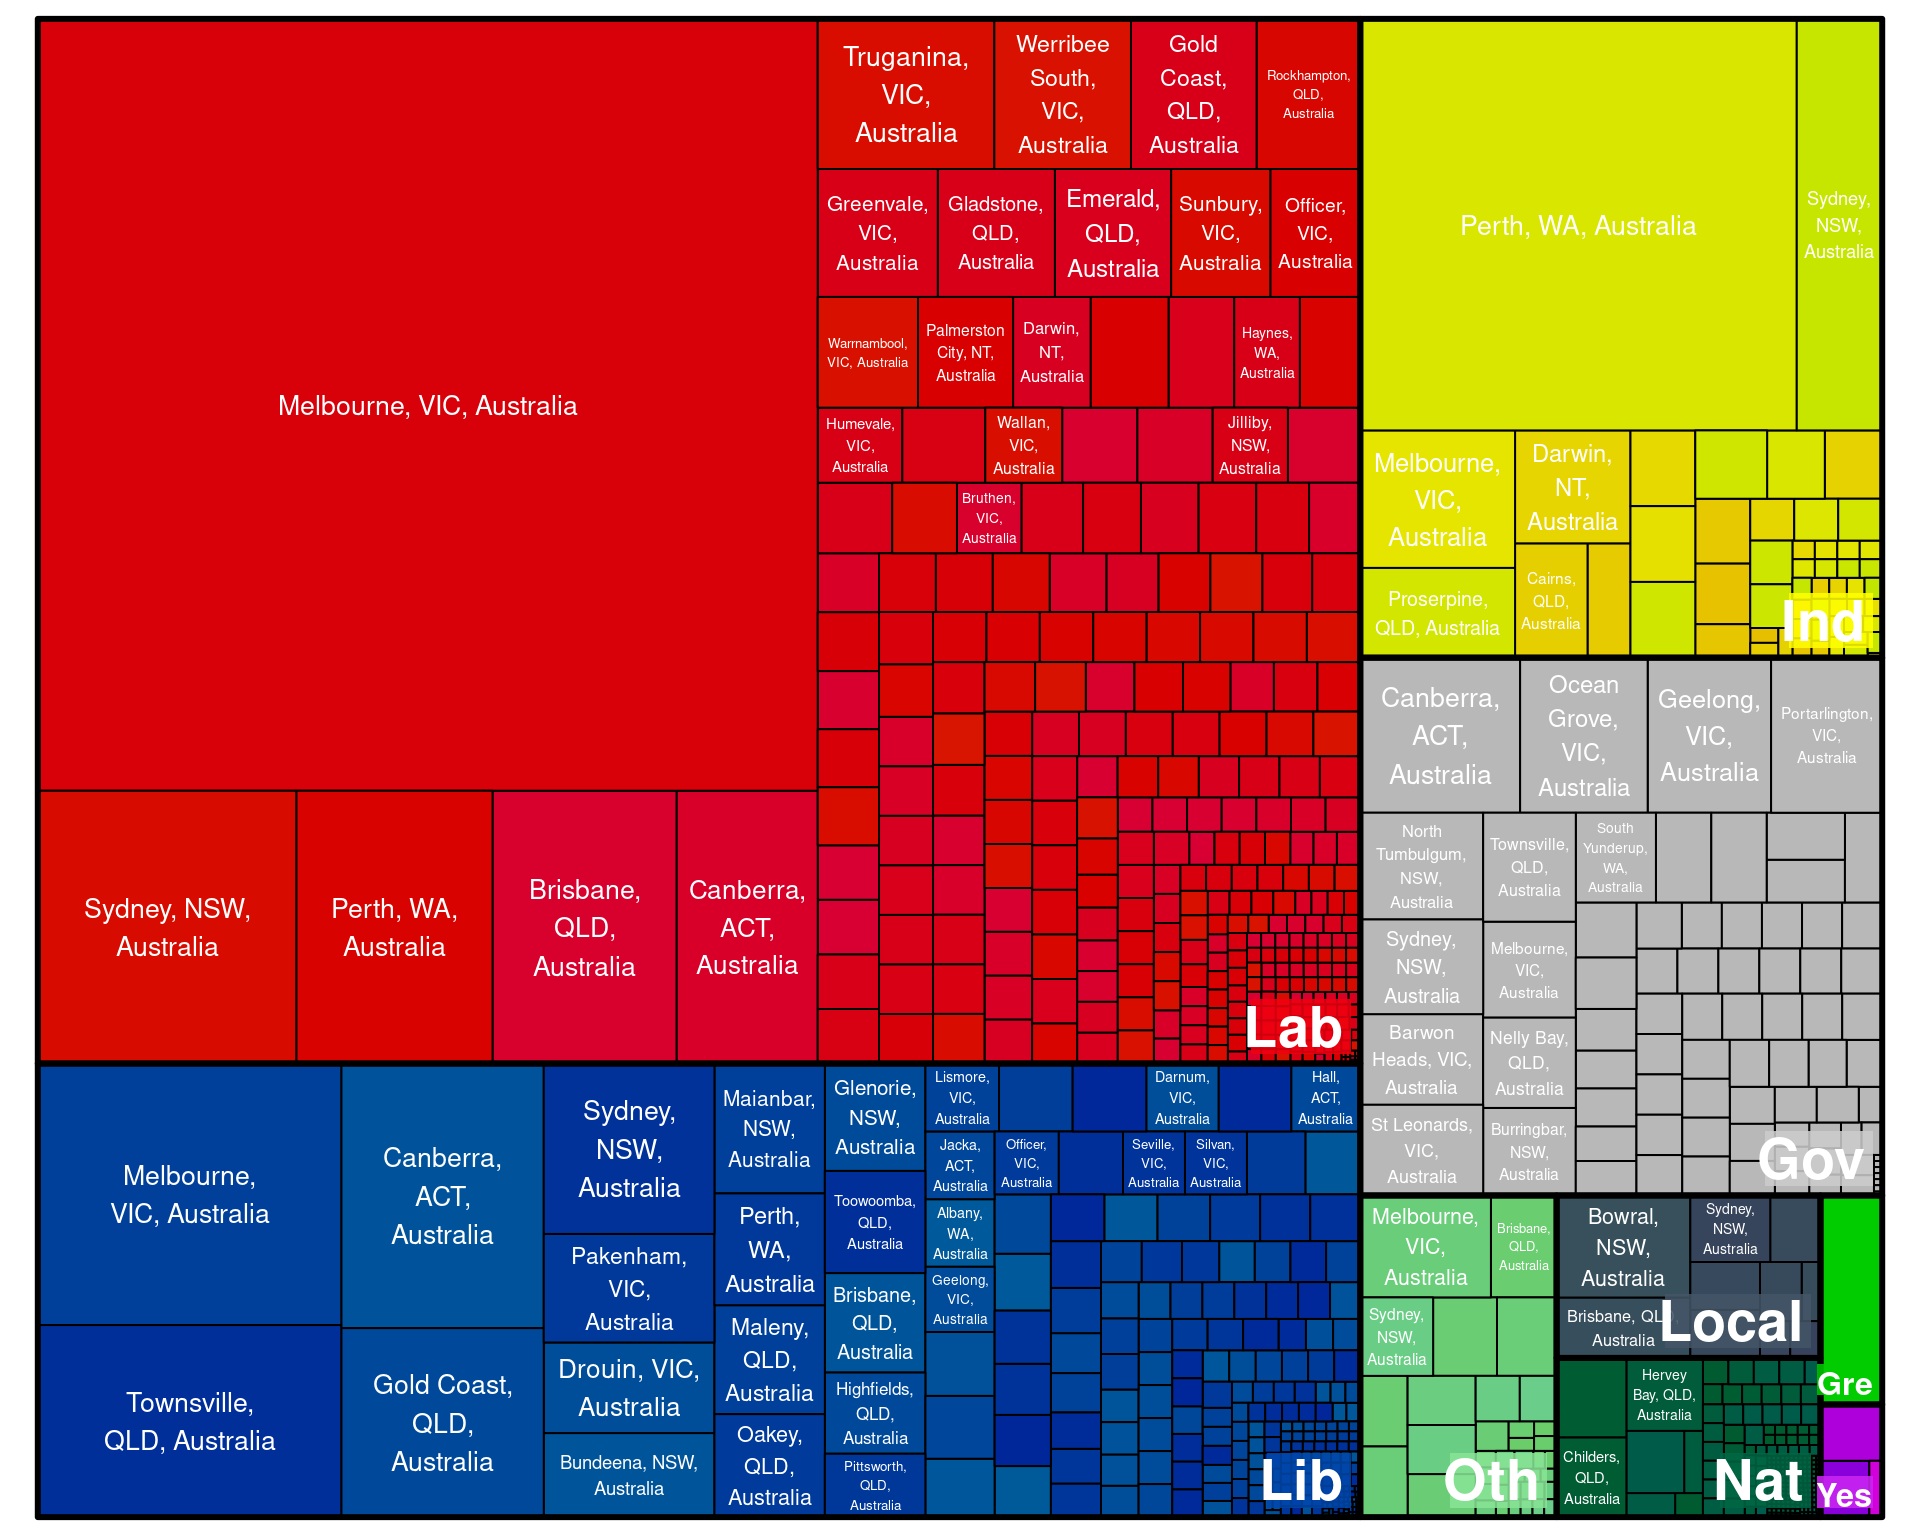 Melbourne, VIC, Australia
Sydney, NSW,
Australia
Perth, WA,
Australia
Brisbane,
QLD,
Australia
Canberra,
ACT,
Australia
Truganina,
VIC,
Australia
Werribee
South,
VIC,
Australia
Gold
Coast,
QLD,
Australia
Rockhampton,
QLD,
Australia
Greenvale,
VIC,
Australia
Gladstone,
QLD,
Australia
Emerald,
QLD,
Australia
Sunbury,
VIC,
Australia
Officer,
VIC,
Australia
Warrnambool,
VIC, Australia
Palmerston
City, NT,
Australia
Darwin,
NT,
Australia
Haynes,
WA,
Australia
Humevale,
VIC,
Australia
Wallan,
VIC,
Australia
Jilliby,
NSW,
Australia
Bruthen,
VIC,
Australia
Lab
Melbourne,
VIC, Australia
Townsville,
QLD, Australia
Canberra,
ACT,
Australia
Gold Coast,
QLD,
Australia
Sydney,
NSW,
Australia
Pakenham,
VIC,
Australia
Drouin, VIC,
Australia
Bundeena, NSW,
Australia
Maianbar,
NSW,
Australia
Perth,
WA,
Australia
Maleny,
QLD,
Australia
Oakey,
QLD,
Australia
Glenorie,
NSW,
Australia
Toowoomba,
QLD,
Australia
Brisbane,
QLD,
Australia
Highfields,
QLD,
Australia
Pittsworth,
QLD,
Australia
Lismore,
VIC,
Australia
Darnum,
VIC,
Australia
Hall,
ACT,
Australia
Jacka,
ACT,
Australia
Officer,
VIC,
Australia
Seville,
VIC,
Australia
Silvan,
VIC,
Australia
Albany,
WA,
Australia
Geelong,
VIC,
Australia
Lib
Perth, WA, Australia
Sydney,
NSW,
Australia
Melbourne,
VIC,
Australia
Proserpine,
QLD, Australia
Darwin,
NT,
Australia
Cairns,
QLD,
Australia
Ind
Canberra,
ACT,
Australia
Ocean
Grove,
VIC,
Australia
Geelong,
VIC,
Australia
Portarlington,
VIC,
Australia
North
Tumbulgum,
NSW,
Australia
Townsville,
QLD,
Australia
South
Yunderup,
WA,
Australia
Sydney,
NSW,
Australia
Melbourne,
VIC,
Australia
Barwon
Heads, VIC,
Australia
Nelly Bay,
QLD,
Australia
St Leonards,
VIC,
Australia
Burringbar,
NSW,
Australia
Gov
Melbourne,
VIC,
Australia
Brisbane,
QLD,
Australia
Sydney,
NSW,
Australia
Oth
Bowral,
NSW,
Australia
Sydney,
NSW,
Australia
Brisbane, QLD,
Australia
Local
Hervey
Bay, QLD,
Australia
Childers,
QLD,
Australia
Nat
Gre
Yes